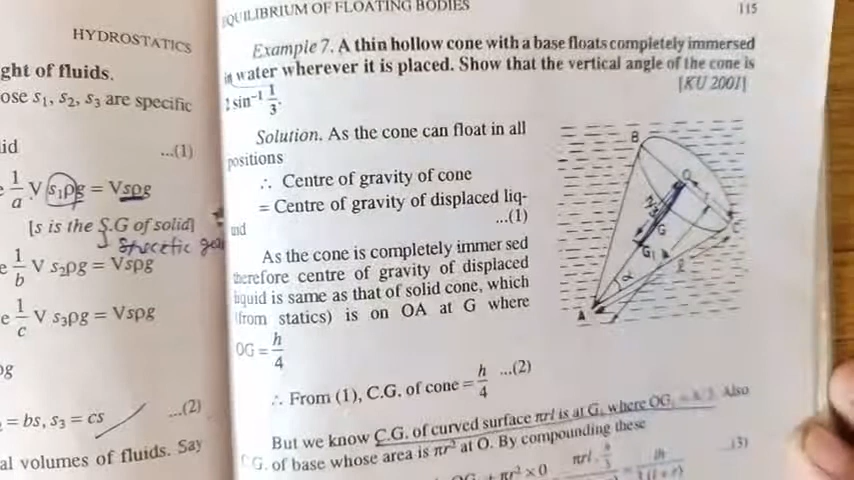 HYDROSTATICS
ght of fluids.
ose s₁, s₂, s₃ are specific
id ...(1)
e 1/a V s₁ρg = Vsρg
[s is the S.G of solid]
Specific
e 1/b V s₂ρg = Vsρg
e 1/c V s₃ρg = Vsρg
ρg
= bs, s₃ = cs ...(2)
al volumes of fluids. Say
EQUILIBRIUM OF FLOATING BODIES 115
Example 7. A thin hollow cone with a base floats completely immersed
in water wherever it is placed. Show that the vertical angle of the cone is
2 sin⁻¹ 1/3. [KU 2001]
Solution. As the cone can float in all
positions
∴ Centre of gravity of cone
= Centre of gravity of displaced liq-
uid ...(1)
As the cone is completely immersed
therefore centre of gravity of displaced
liquid is same as that of solid cone, which
(from statics) is on OA at G where
OG = h/4
∴ From (1), C.G. of cone = h/4 ...(2)
But we know C.G. of curved surface πrl is at G₁ where OG₁ = h/3. Also
C.G. of base whose area is πr² at O. By compounding these
...(3)
+ πr² × 0
B
O
C
G
G₁
α
l
A